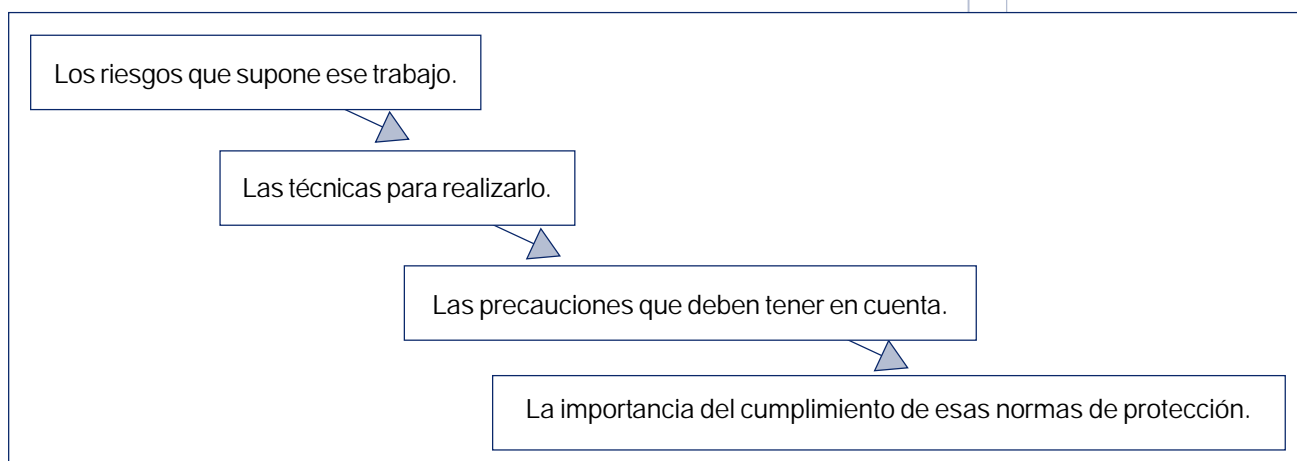 Los riesgos que supone ese trabajo.
Las técnicas para realizarlo.
Las precauciones que deben tener en cuenta.
La importancia del cumplimiento de esas normas de protección.